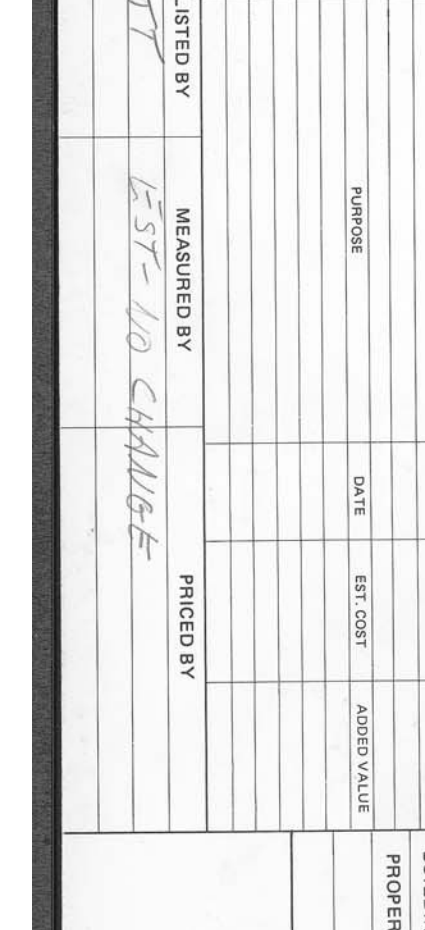 PROPER
PURPOSE DATE EST. COST ADDED VALUE
LISTED BY MEASURED BY PRICED BY
EST - NO CHANGE